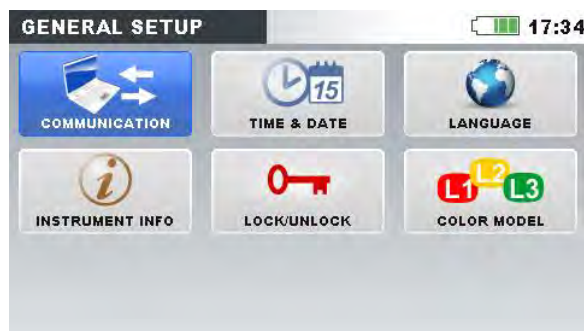 GENERAL SETUP 17:34
15
COMMUNICATION TIME & DATE LANGUAGE
i
L1 L2 L3
INSTRUMENT INFO LOCK/UNLOCK COLOR MODEL